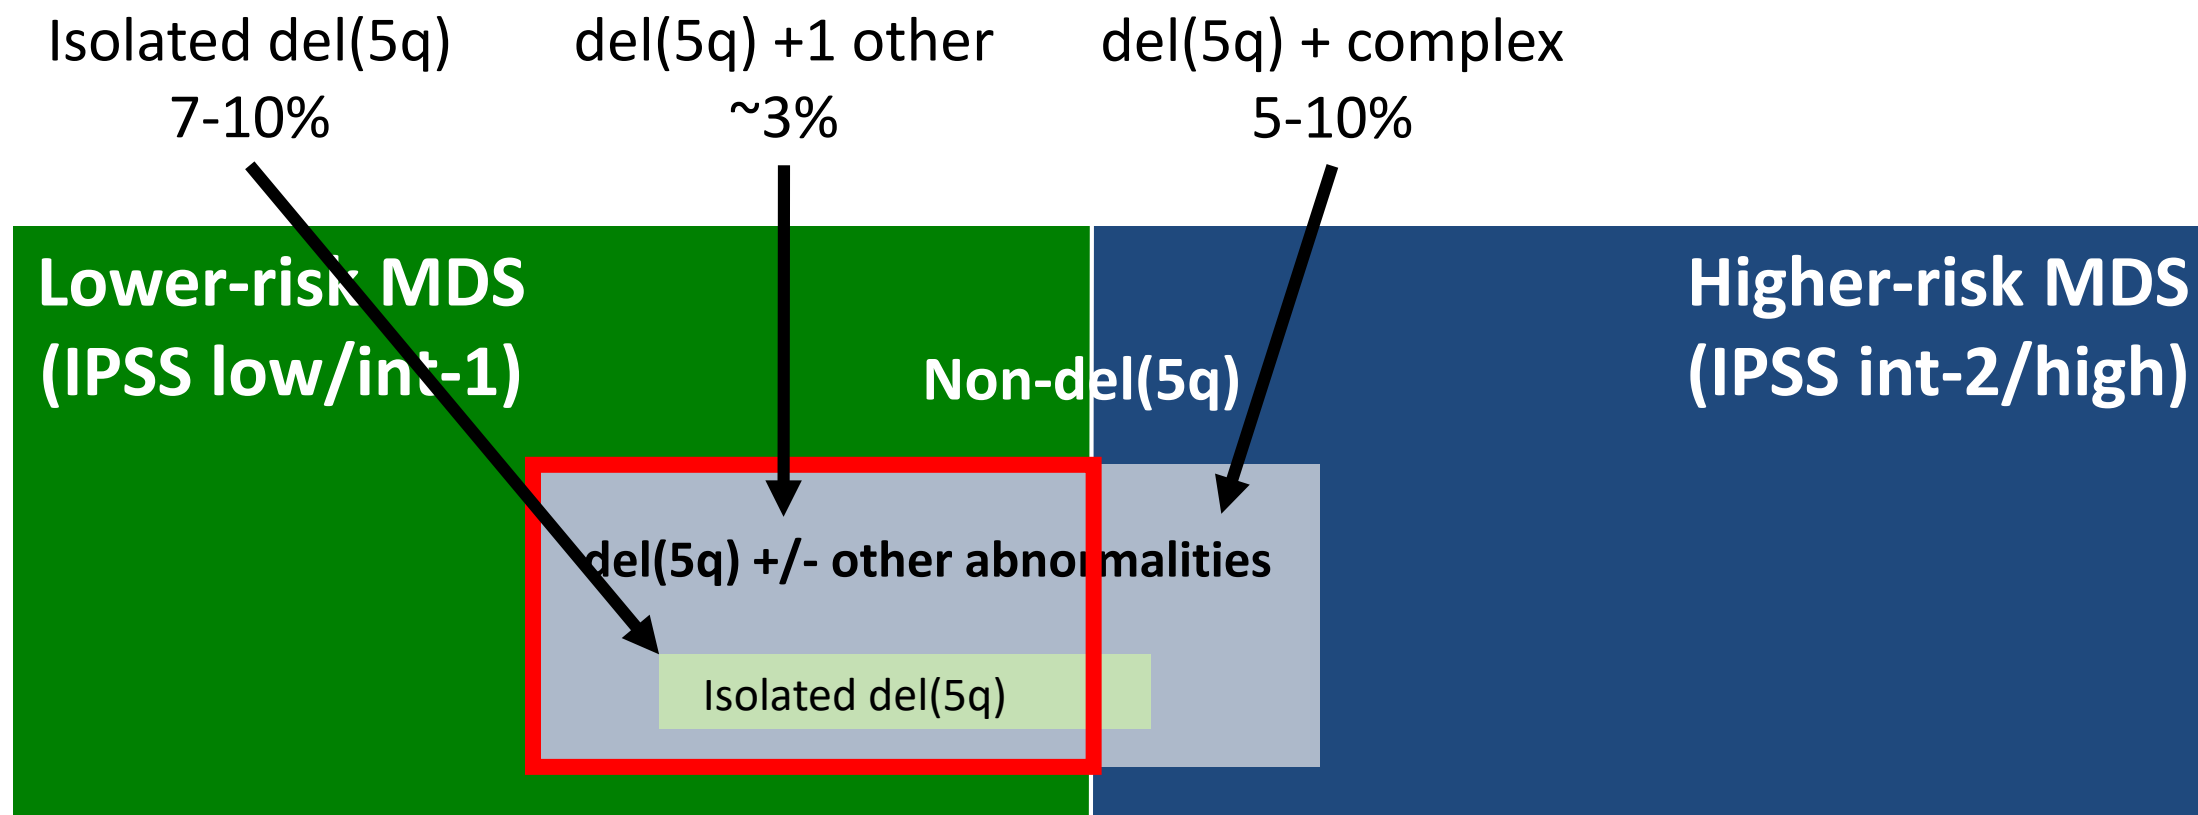 Isolated del(5q)
7-10%
del(5q) +1 other
~3%
del(5q) + complex
5-10%
Lower-risk MDS
(IPSS low/int-1)
Higher-risk MDS
(IPSS int-2/high)
Non-del(5q)
del(5q) +/- other abnormalities
Isolated del(5q)